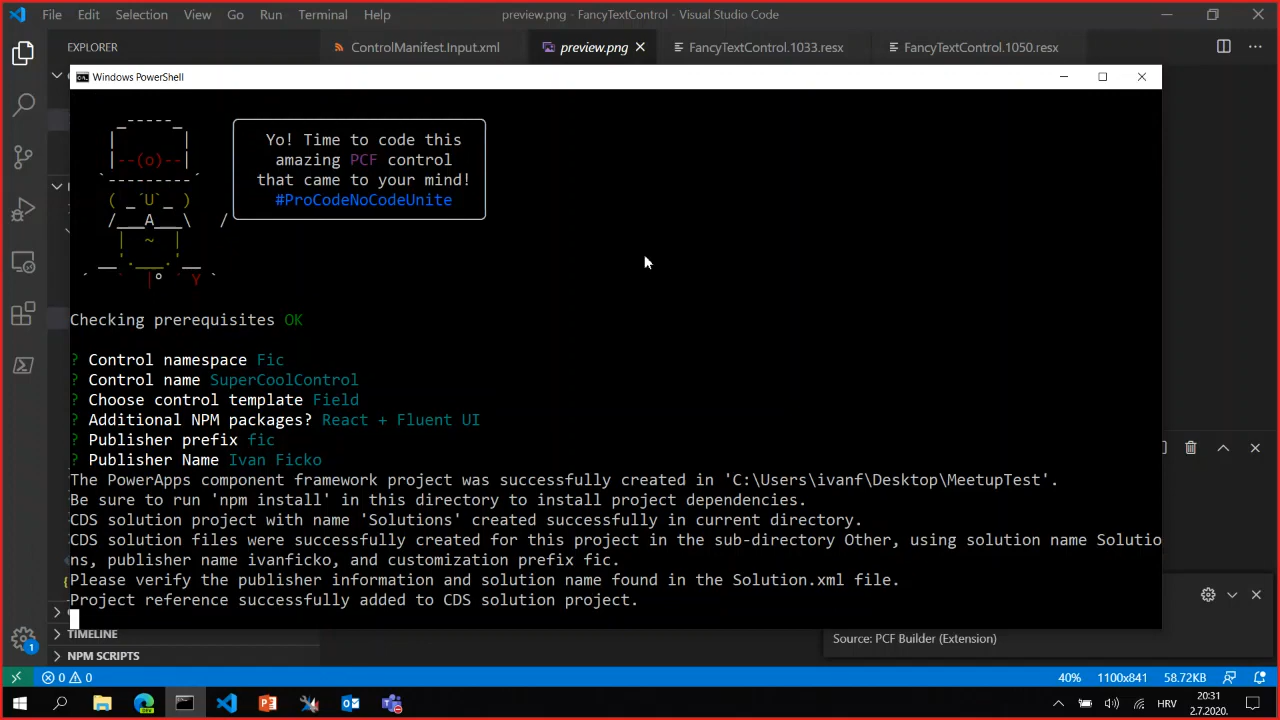 File Edit Selection View Go Run Terminal Help
preview.png - FancyTextControl - Visual Studio Code
EXPLORER
ControlManifest.Input.xml
preview.png
FancyTextControl.1033.resx
FancyTextControl.1050.resx
Windows PowerShell
Yo! Time to code this
amazing PCF control
that came to your mind!
#ProCodeNoCodeUnite
Checking prerequisites OK
? Control namespace Fic
? Control name SuperCoolControl
? Choose control template Field
? Additional NPM packages? React + Fluent UI
? Publisher prefix fic
? Publisher Name Ivan Ficko
The PowerApps component framework project was successfully created in 'C:\Users\ivanf\Desktop\MeetupTest'.
Be sure to run 'npm install' in this directory to install project dependencies.
CDS solution project with name 'Solutions' created successfully in current directory.
CDS solution files were successfully created for this project in the sub-directory Other, using solution name Solutio
ns, publisher name ivanficko, and customization prefix fic.
Please verify the publisher information and solution name found in the Solution.xml file.
Project reference successfully added to CDS solution project.
TIMELINE
Source: PCF Builder (Extension)
NPM SCRIPTS
1
0 0
40% 1100x841 58.72KB
HRV
20:31
2.7.2020.